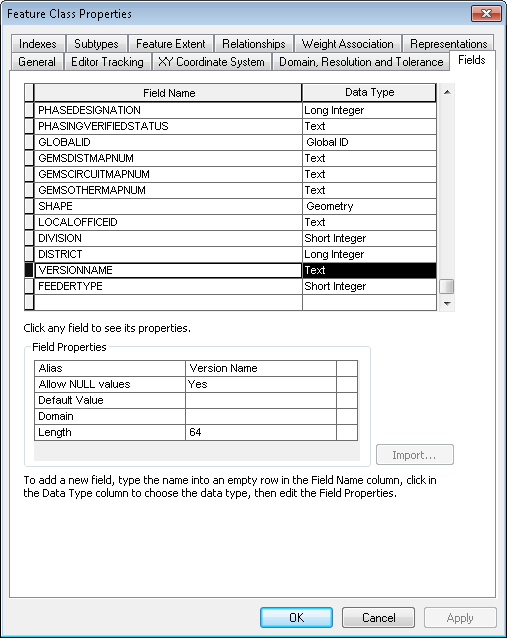 Feature Class Properties
Indexes Subtypes Feature Extent Relationships Weight Association Representations
General Editor Tracking XY Coordinate System Domain, Resolution and Tolerance Fields
Field Name Data Type
PHASEDESIGNATION Long Integer
PHASINGVERIFIEDSTATUS Text
GLOBALID Global ID
GEMSDISTMAPNUM Text
GEMSCIRCUITMAPNUM Text
GEMSOTHERMAPNUM Text
SHAPE Geometry
LOCALOFFICEID Text
DIVISION Short Integer
DISTRICT Long Integer
VERSIONNAME Text
FEEDERTYPE Short Integer
Click any field to see its properties.
Field Properties
Alias Version Name
Allow NULL values Yes
Default Value
Domain
Length 64
Import...
To add a new field, type the name into an empty row in the Field Name column, click in
the Data Type column to choose the data type, then edit the Field Properties.
OK Cancel Apply